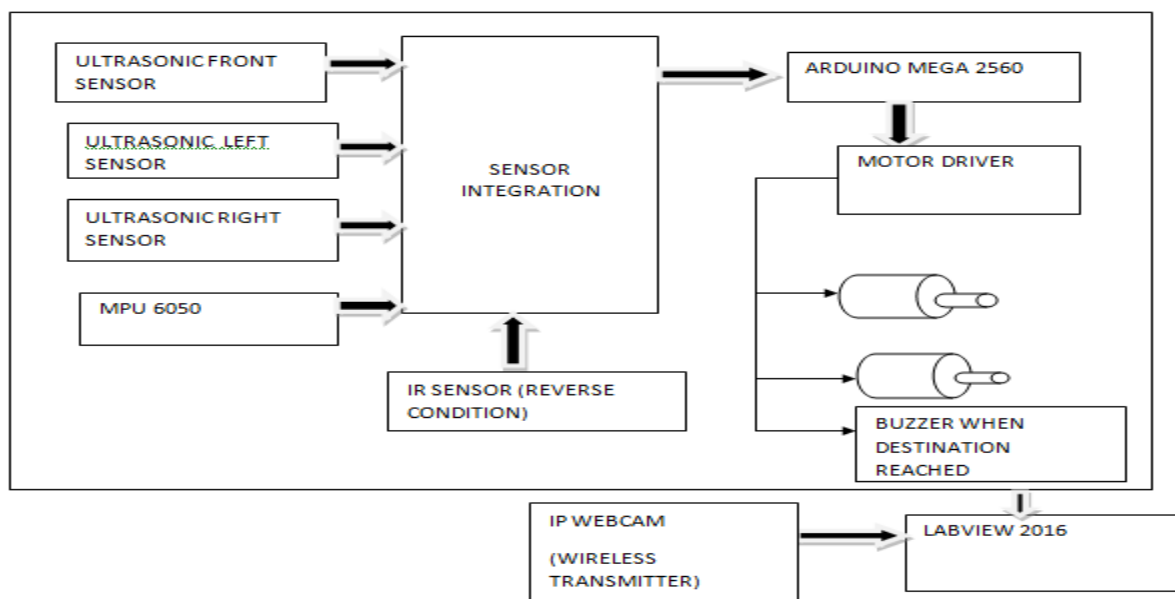 ULTRASONIC FRONT
SENSOR
ULTRASONIC LEFT
SENSOR
ULTRASONIC RIGHT
SENSOR
MPU 6050
SENSOR
INTEGRATION
IR SENSOR (REVERSE
CONDITION)
ARDUINO MEGA 2560
MOTOR DRIVER
BUZZER WHEN
DESTINATION
REACHED
IP WEBCAM
(WIRELESS
TRANSMITTER)
LABVIEW 2016